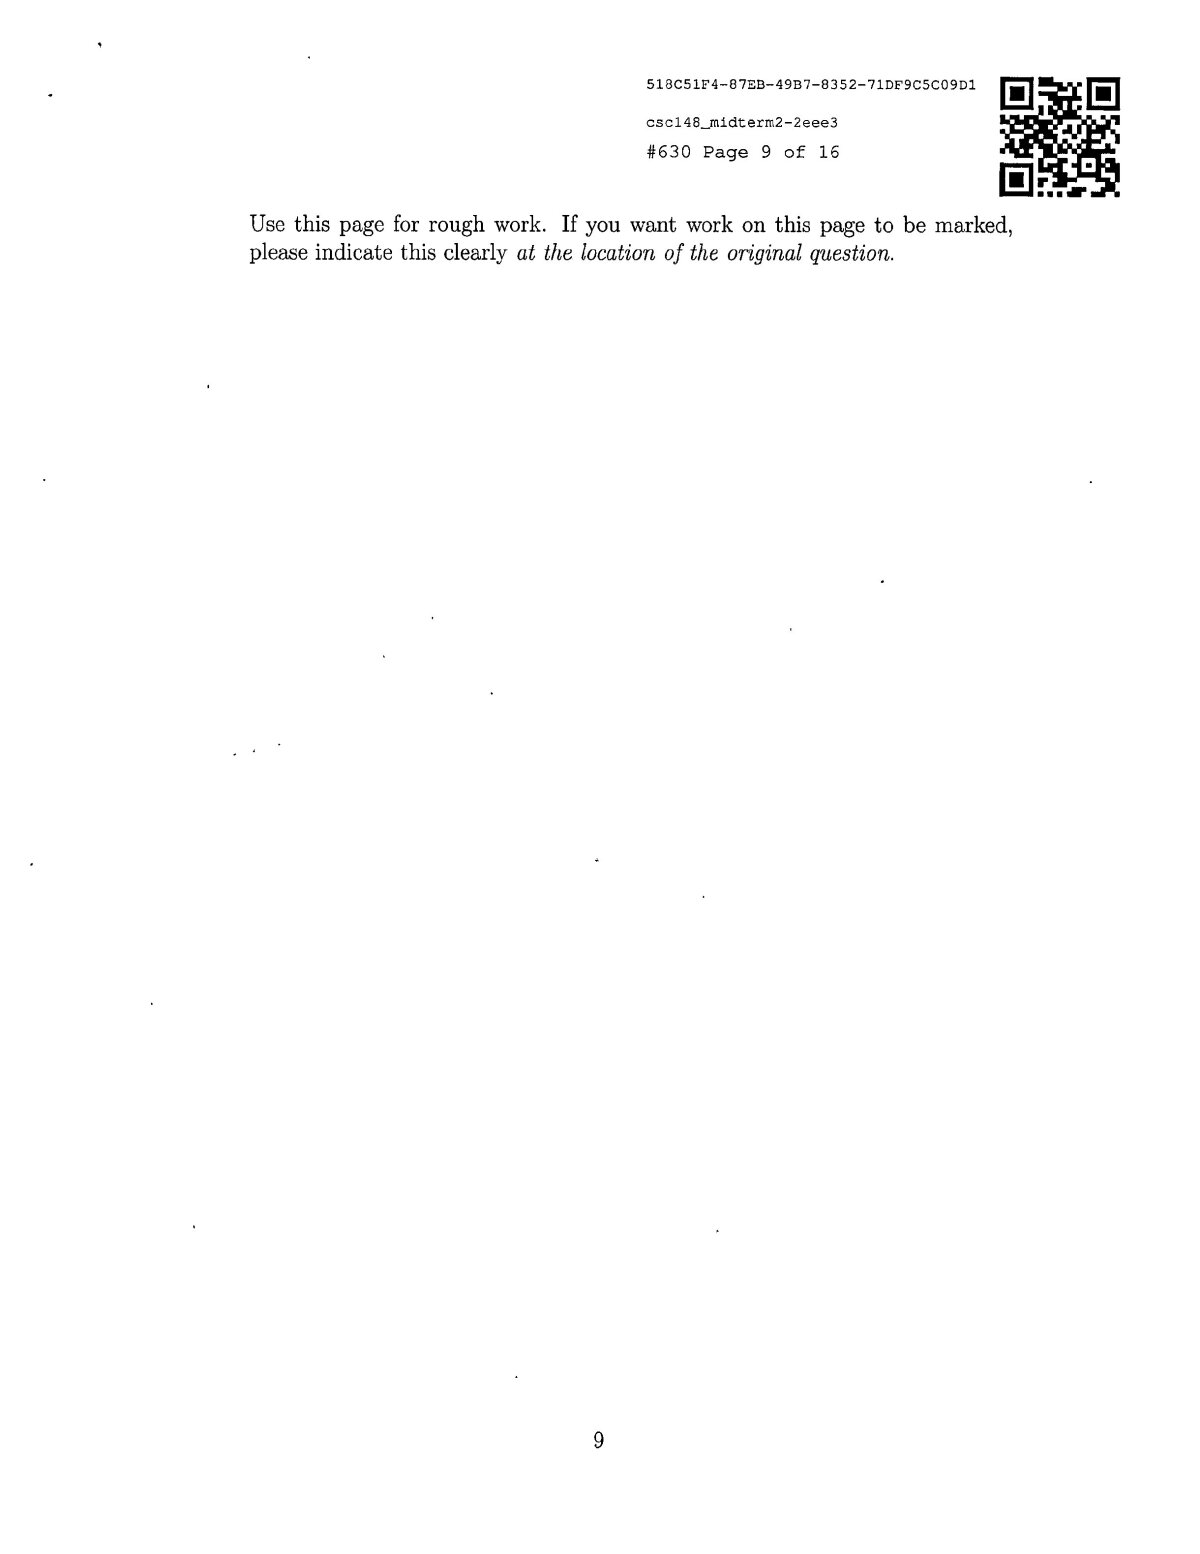 518C51F4-87EB-49B7-8352-71DF9C5C09D1
csc148_midterm2-2eee3
#630 Page 9 of 16
Use this page for rough work. If you want work on this page to be marked,
please indicate this clearly at the location of the original question.
9